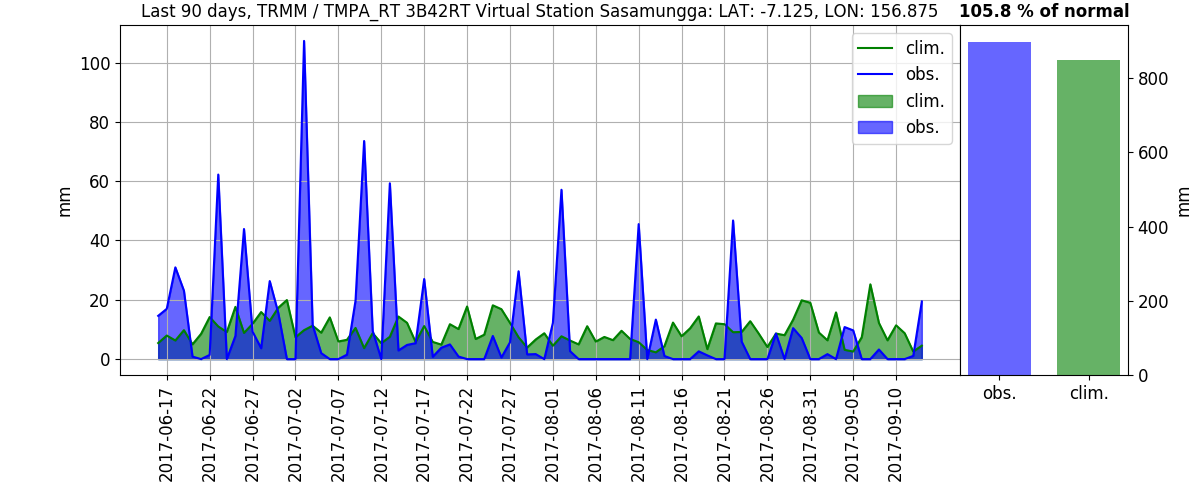 Last 90 days, TRMM / TMPA_RT 3B42RT Virtual Station Sasamungga: LAT: -7.125, LON: 156.875
105.8 % of normal
mm
100
80
60
40
20
0
clim.
obs.
clim.
obs.
2017-06-17
2017-06-22
2017-06-27
2017-07-02
2017-07-07
2017-07-12
2017-07-17
2017-07-22
2017-07-27
2017-08-01
2017-08-06
2017-08-11
2017-08-16
2017-08-21
2017-08-26
2017-08-31
2017-09-05
2017-09-10
800
600
400
200
0
mm
obs.
clim.